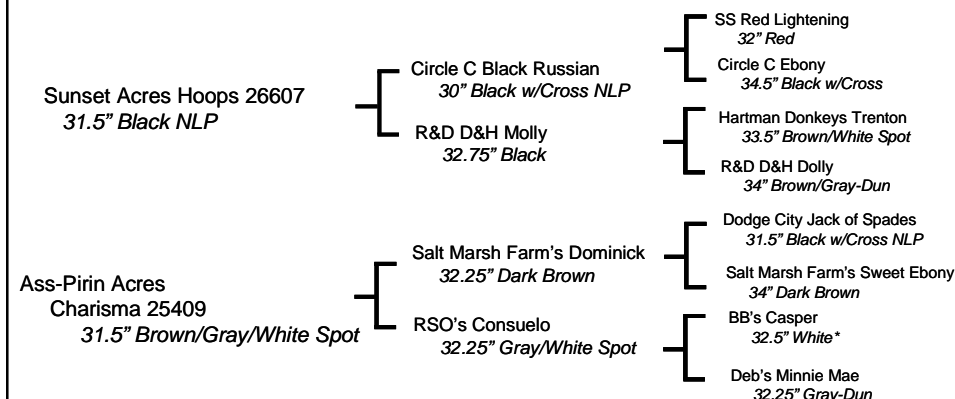 Sunset Acres Hoops 26607
31.5” Black NLP
Circle C Black Russian
30” Black w/Cross NLP
R&D D&H Molly
32.75” Black
SS Red Lightening
32” Red
Circle C Ebony
34.5” Black w/Cross
Hartman Donkeys Trenton
33.5” Brown/White Spot
R&D D&H Dolly
34” Brown/Gray-Dun
Ass-Pirin Acres
Charisma 25409
31.5” Brown/Gray/White Spot
Salt Marsh Farm’s Dominick
32.25” Dark Brown
RSO’s Consuelo
32.25” Gray/White Spot
Dodge City Jack of Spades
31.5” Black w/Cross NLP
Salt Marsh Farm’s Sweet Ebony
34” Dark Brown
BB’s Casper
32.5” White*
Deb’s Minnie Mae
32.25” Gray-Dun